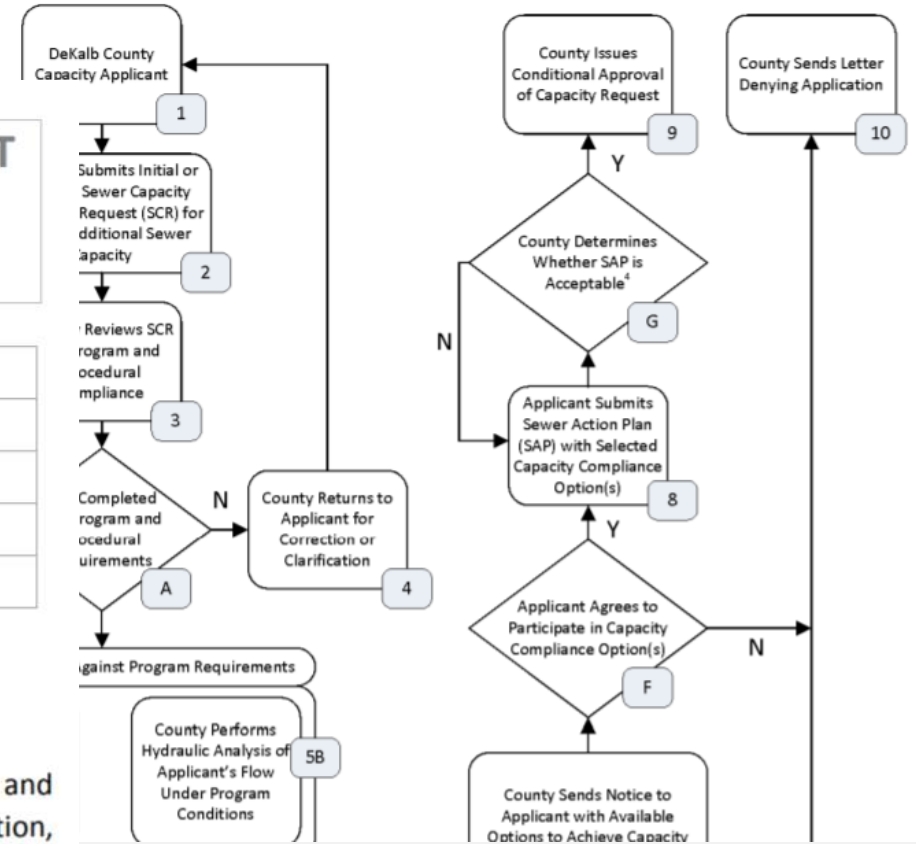 DeKalb County
Capacity Applicant
1
T
Submits Initial or
Sewer Capacity
Request (SCR) for
dditional Sewer
apacity
2
Reviews SCR
rogram and
ocedural
mpliance
3
Completed
rogram and
ocedural
uirements
A
N
County Returns to
Applicant for
Correction or
Clarification
4
gainst Program Requirements
County Performs
Hydraulic Analysis of
Applicant's Flow
Under Program
Conditions
5B
and
tion,
County Issues
Conditional Approval
of Capacity Request
9
County Sends Letter
Denying Application
10
Y
County Determines
Whether SAP is
Acceptable⁴
G
N
Applicant Submits
Sewer Action Plan
(SAP) with Selected
Capacity Compliance
Option(s)
8
Y
Applicant Agrees to
Participate in Capacity
Compliance Option(s)
F
N
County Sends Notice to
Applicant with Available
Options to Achieve Capacity